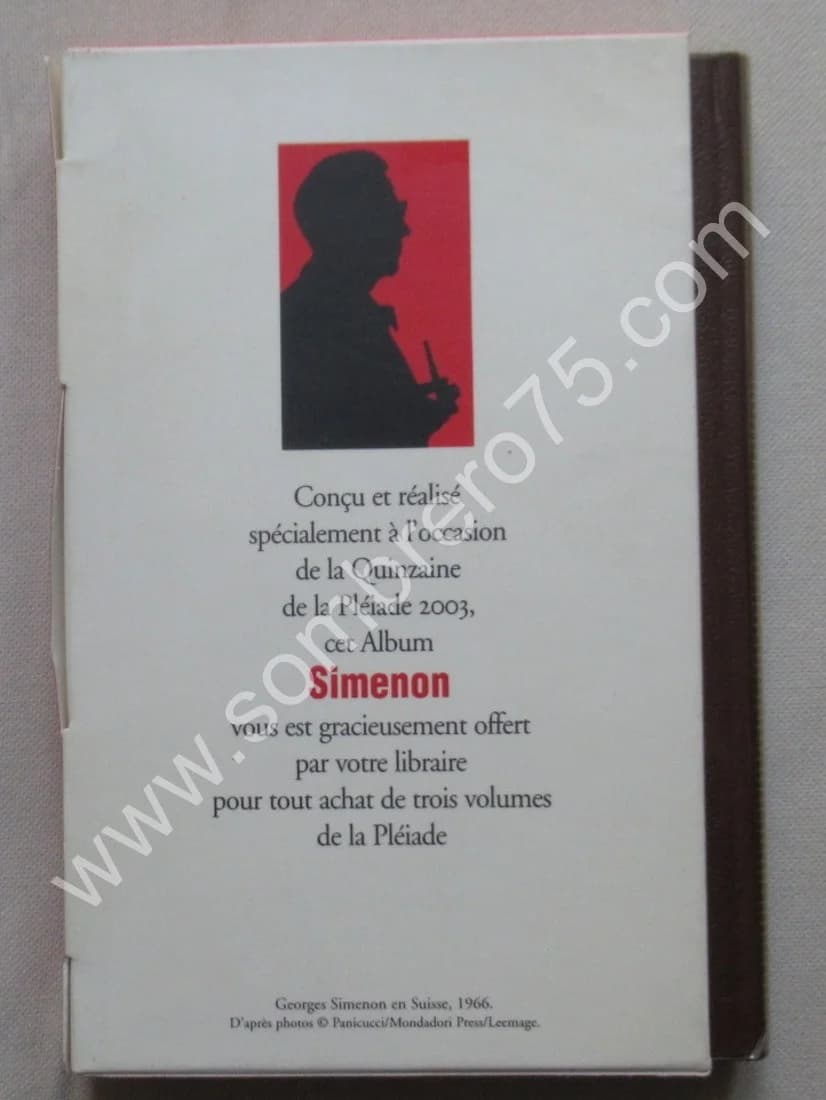 Conçu et réalisé
spécialement à l'occasion
de la Quinzaine
de la Pléiade 2003,
cet Album
Simenon
vous est gracieusement offert
par votre libraire
pour tout achat de trois volumes
de la Pléiade
Georges Simenon en Suisse, 1966.
D'après photos © Panicucci/Mondadori Press/Leemage.
www.sombrero75.com